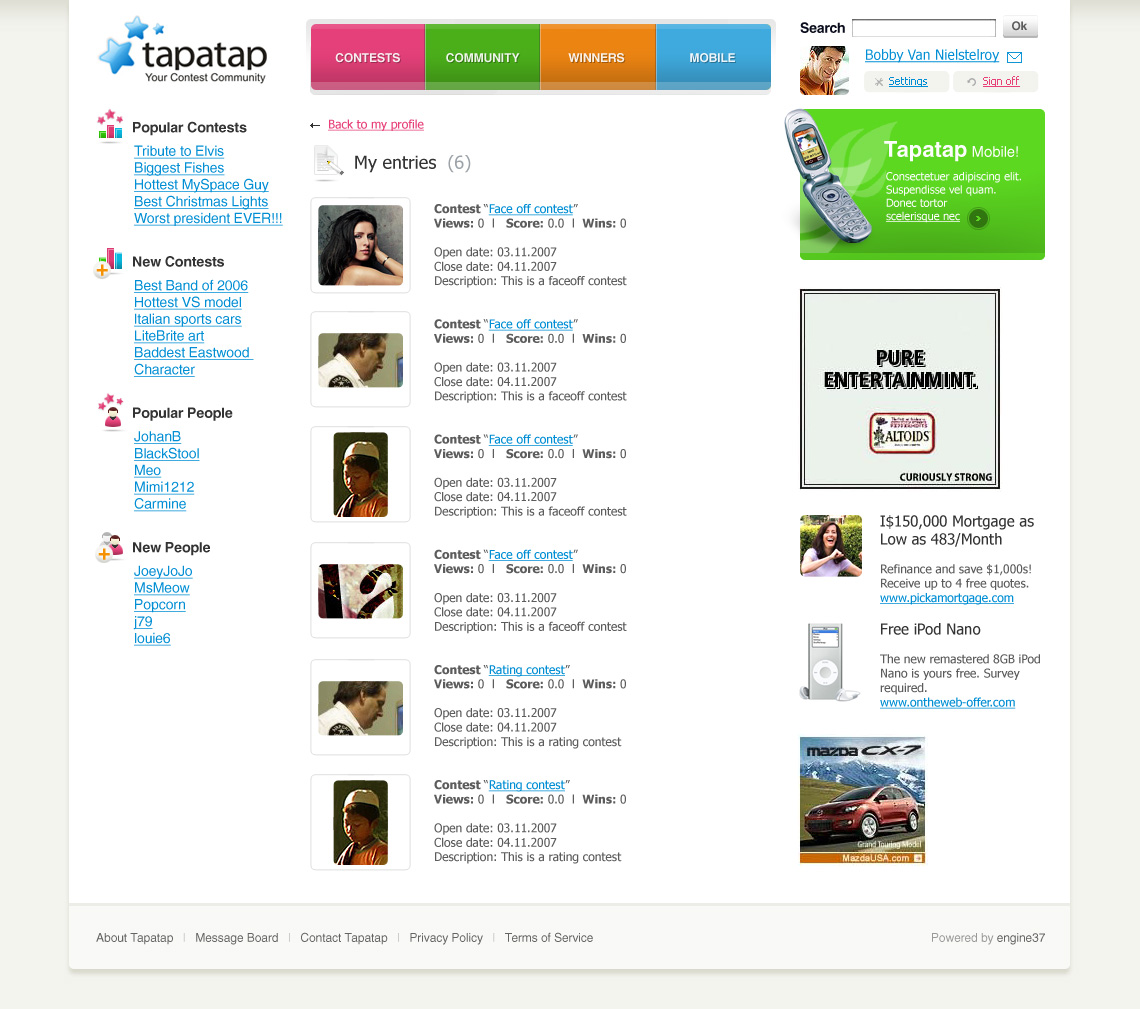 tapatap
Your Contest Community
CONTESTS
COMMUNITY
WINNERS
MOBILE
Search
Ok
Bobby Van Nielstelroy
Settings
Sign off
Popular Contests
Tribute to Elvis
Biggest Fishes
Hottest MySpace Guy
Best Christmas Lights
Worst president EVER!!!
New Contests
Best Band of 2006
Hottest VS model
Italian sports cars
LiteBrite art
Baddest Eastwood
Character
Popular People
JohanB
BlackStool
Meo
Mimi1212
Carmine
New People
JoeyJoJo
MsMeow
Popcorn
j79
louie6
Back to my profile
My entries (6)
Contest “Face off contest”
Views: 0 I Score: 0.0 I Wins: 0
Open date: 03.11.2007
Close date: 04.11.2007
Description: This is a faceoff contest
Contest “Face off contest”
Views: 0 I Score: 0.0 I Wins: 0
Open date: 03.11.2007
Close date: 04.11.2007
Description: This is a faceoff contest
Contest “Face off contest”
Views: 0 I Score: 0.0 I Wins: 0
Open date: 03.11.2007
Close date: 04.11.2007
Description: This is a faceoff contest
Contest “Face off contest”
Views: 0 I Score: 0.0 I Wins: 0
Open date: 03.11.2007
Close date: 04.11.2007
Description: This is a faceoff contest
Contest “Rating contest”
Views: 0 I Score: 0.0 I Wins: 0
Open date: 03.11.2007
Close date: 04.11.2007
Description: This is a rating contest
Contest “Rating contest”
Views: 0 I Score: 0.0 I Wins: 0
Open date: 03.11.2007
Close date: 04.11.2007
Description: This is a rating contest
Tapatap Mobile!
Consectetuer adipiscing elit.
Suspendisse vel quam.
Donec tortor
scelerisque nec
PURE
ENTERTAINMINT.
PEPPERMINTS
ALTOIDS
CURIOUSLY STRONG
I$150,000 Mortgage as
Low as 483/Month
Refinance and save $1,000s!
Receive up to 4 free quotes.
www.pickamortgage.com
Free iPod Nano
The new remastered 8GB iPod
Nano is yours free. Survey
required.
www.ontheweb-offer.com
mazda CX-7
Grand Touring Model
MazdaUSA.com
About Tapatap
Message Board
Contact Tapatap
Privacy Policy
Terms of Service
Powered by engine37